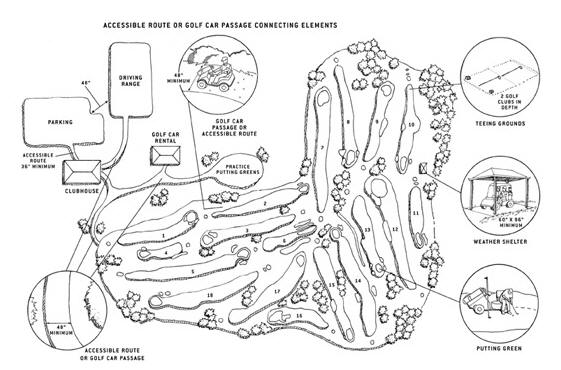 ACCESSIBLE ROUTE OR GOLF CAR PASSAGE CONNECTING ELEMENTS
48"
DRIVING
RANGE
PARKING
ACCESSIBLE
ROUTE
36" MINIMUM
CLUBHOUSE
GOLF CAR
RENTAL
48"
MINIMUM
GOLF CAR
PASSAGE OR
ACCESSIBLE ROUTE
PRACTICE
PUTTING GREENS
2 GOLF
CLUBS IN
DEPTH
TEEING GROUNDS
60" X 96"
MINIMUM
WEATHER SHELTER
PUTTING GREEN
48"
MINIMUM
ACCESSIBLE ROUTE
OR GOLF CAR PASSAGE
1
2
3
4
5
6
7
8
9
10
11
12
13
14
15
16
17
18